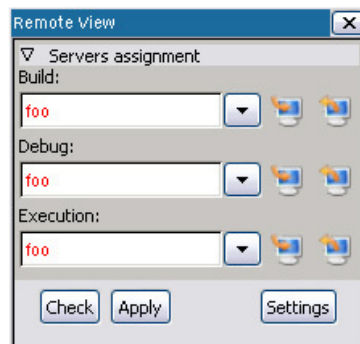 Remote View
Servers assignment
Build:
foo
Debug:
foo
Execution:
foo
Check Apply Settings